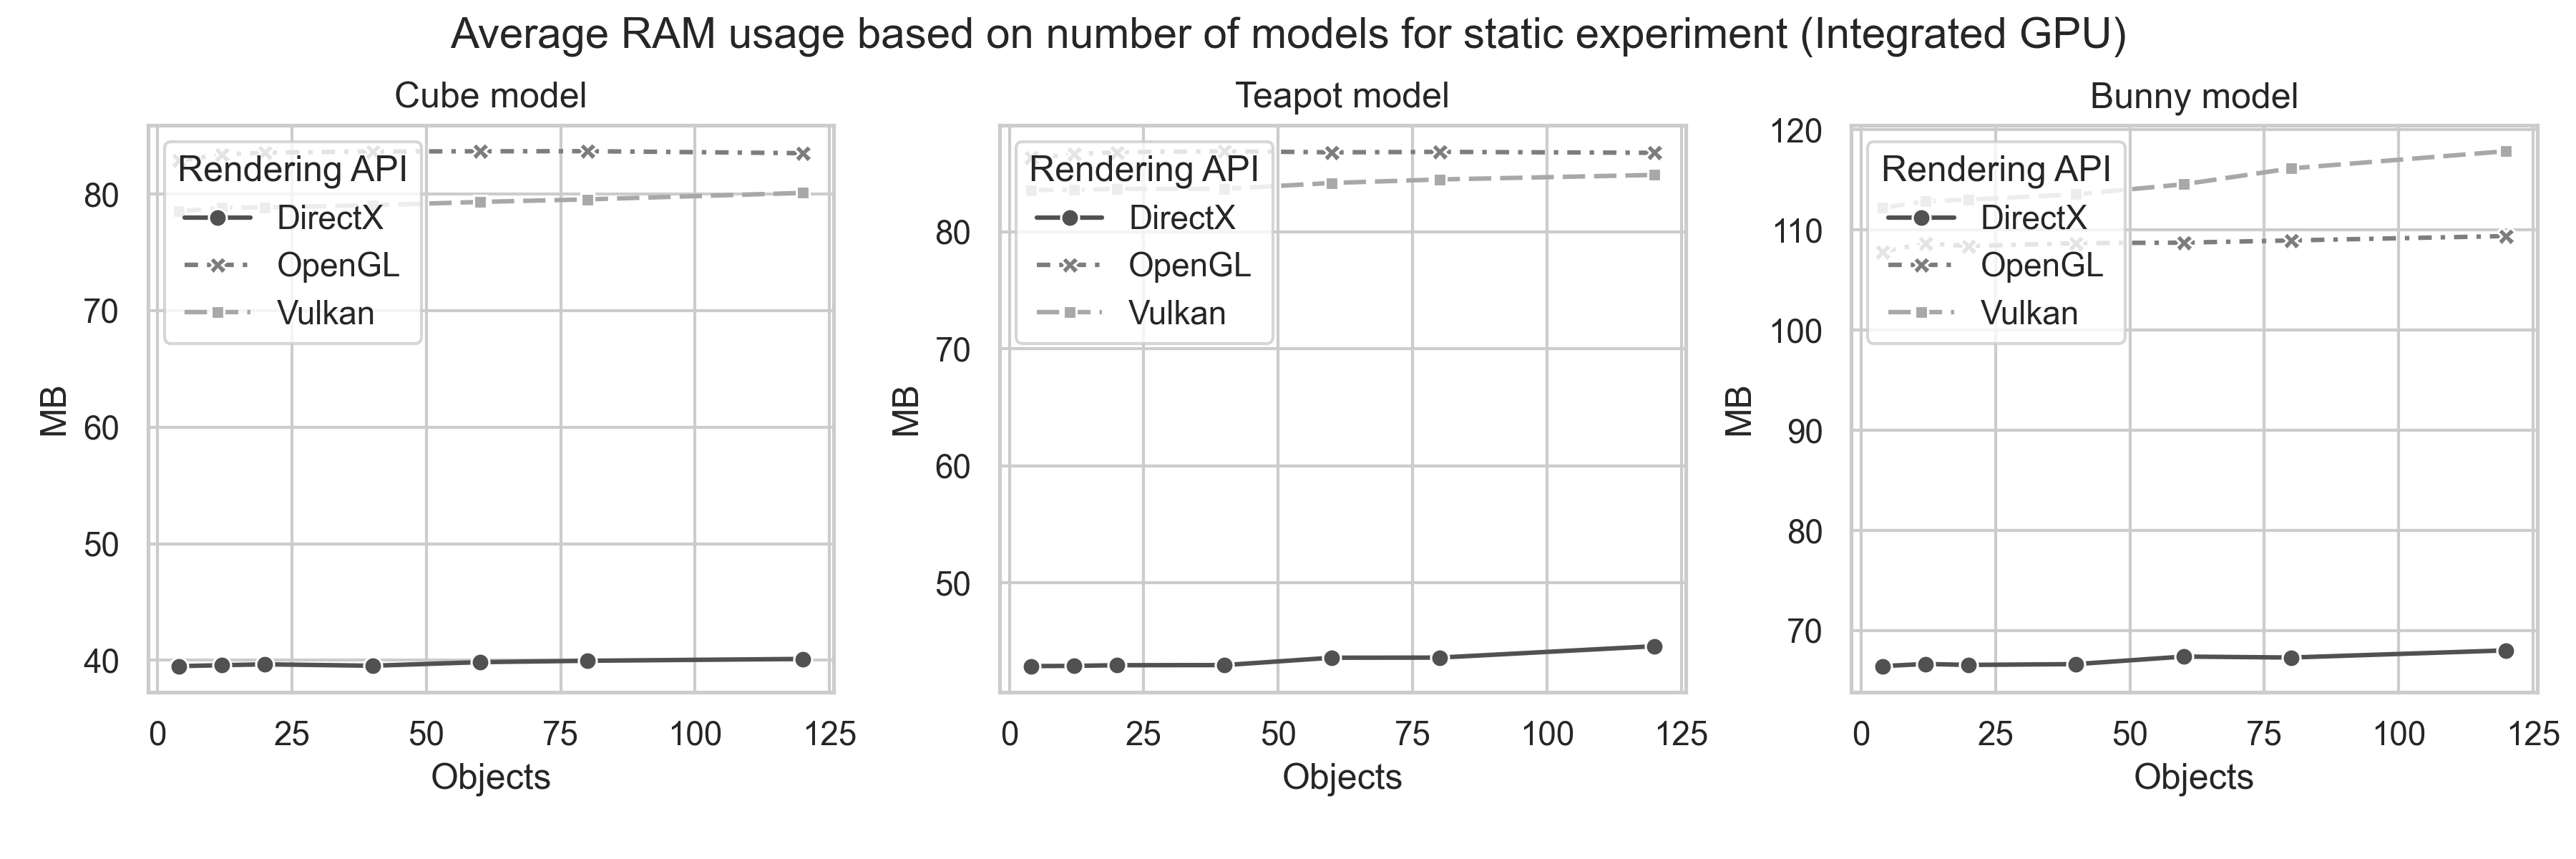 Average RAM usage based on number of models for static experiment (Integrated GPU)
Cube model
Rendering API
DirectX
OpenGL
Vulkan
MB
80
70
60
50
40
0 25 50 75 100 125
Objects
Teapot model
Rendering API
DirectX
OpenGL
Vulkan
MB
80
70
60
50
0 25 50 75 100 125
Objects
Bunny model
Rendering API
DirectX
OpenGL
Vulkan
MB
120
110
100
90
80
70
0 25 50 75 100 125
Objects